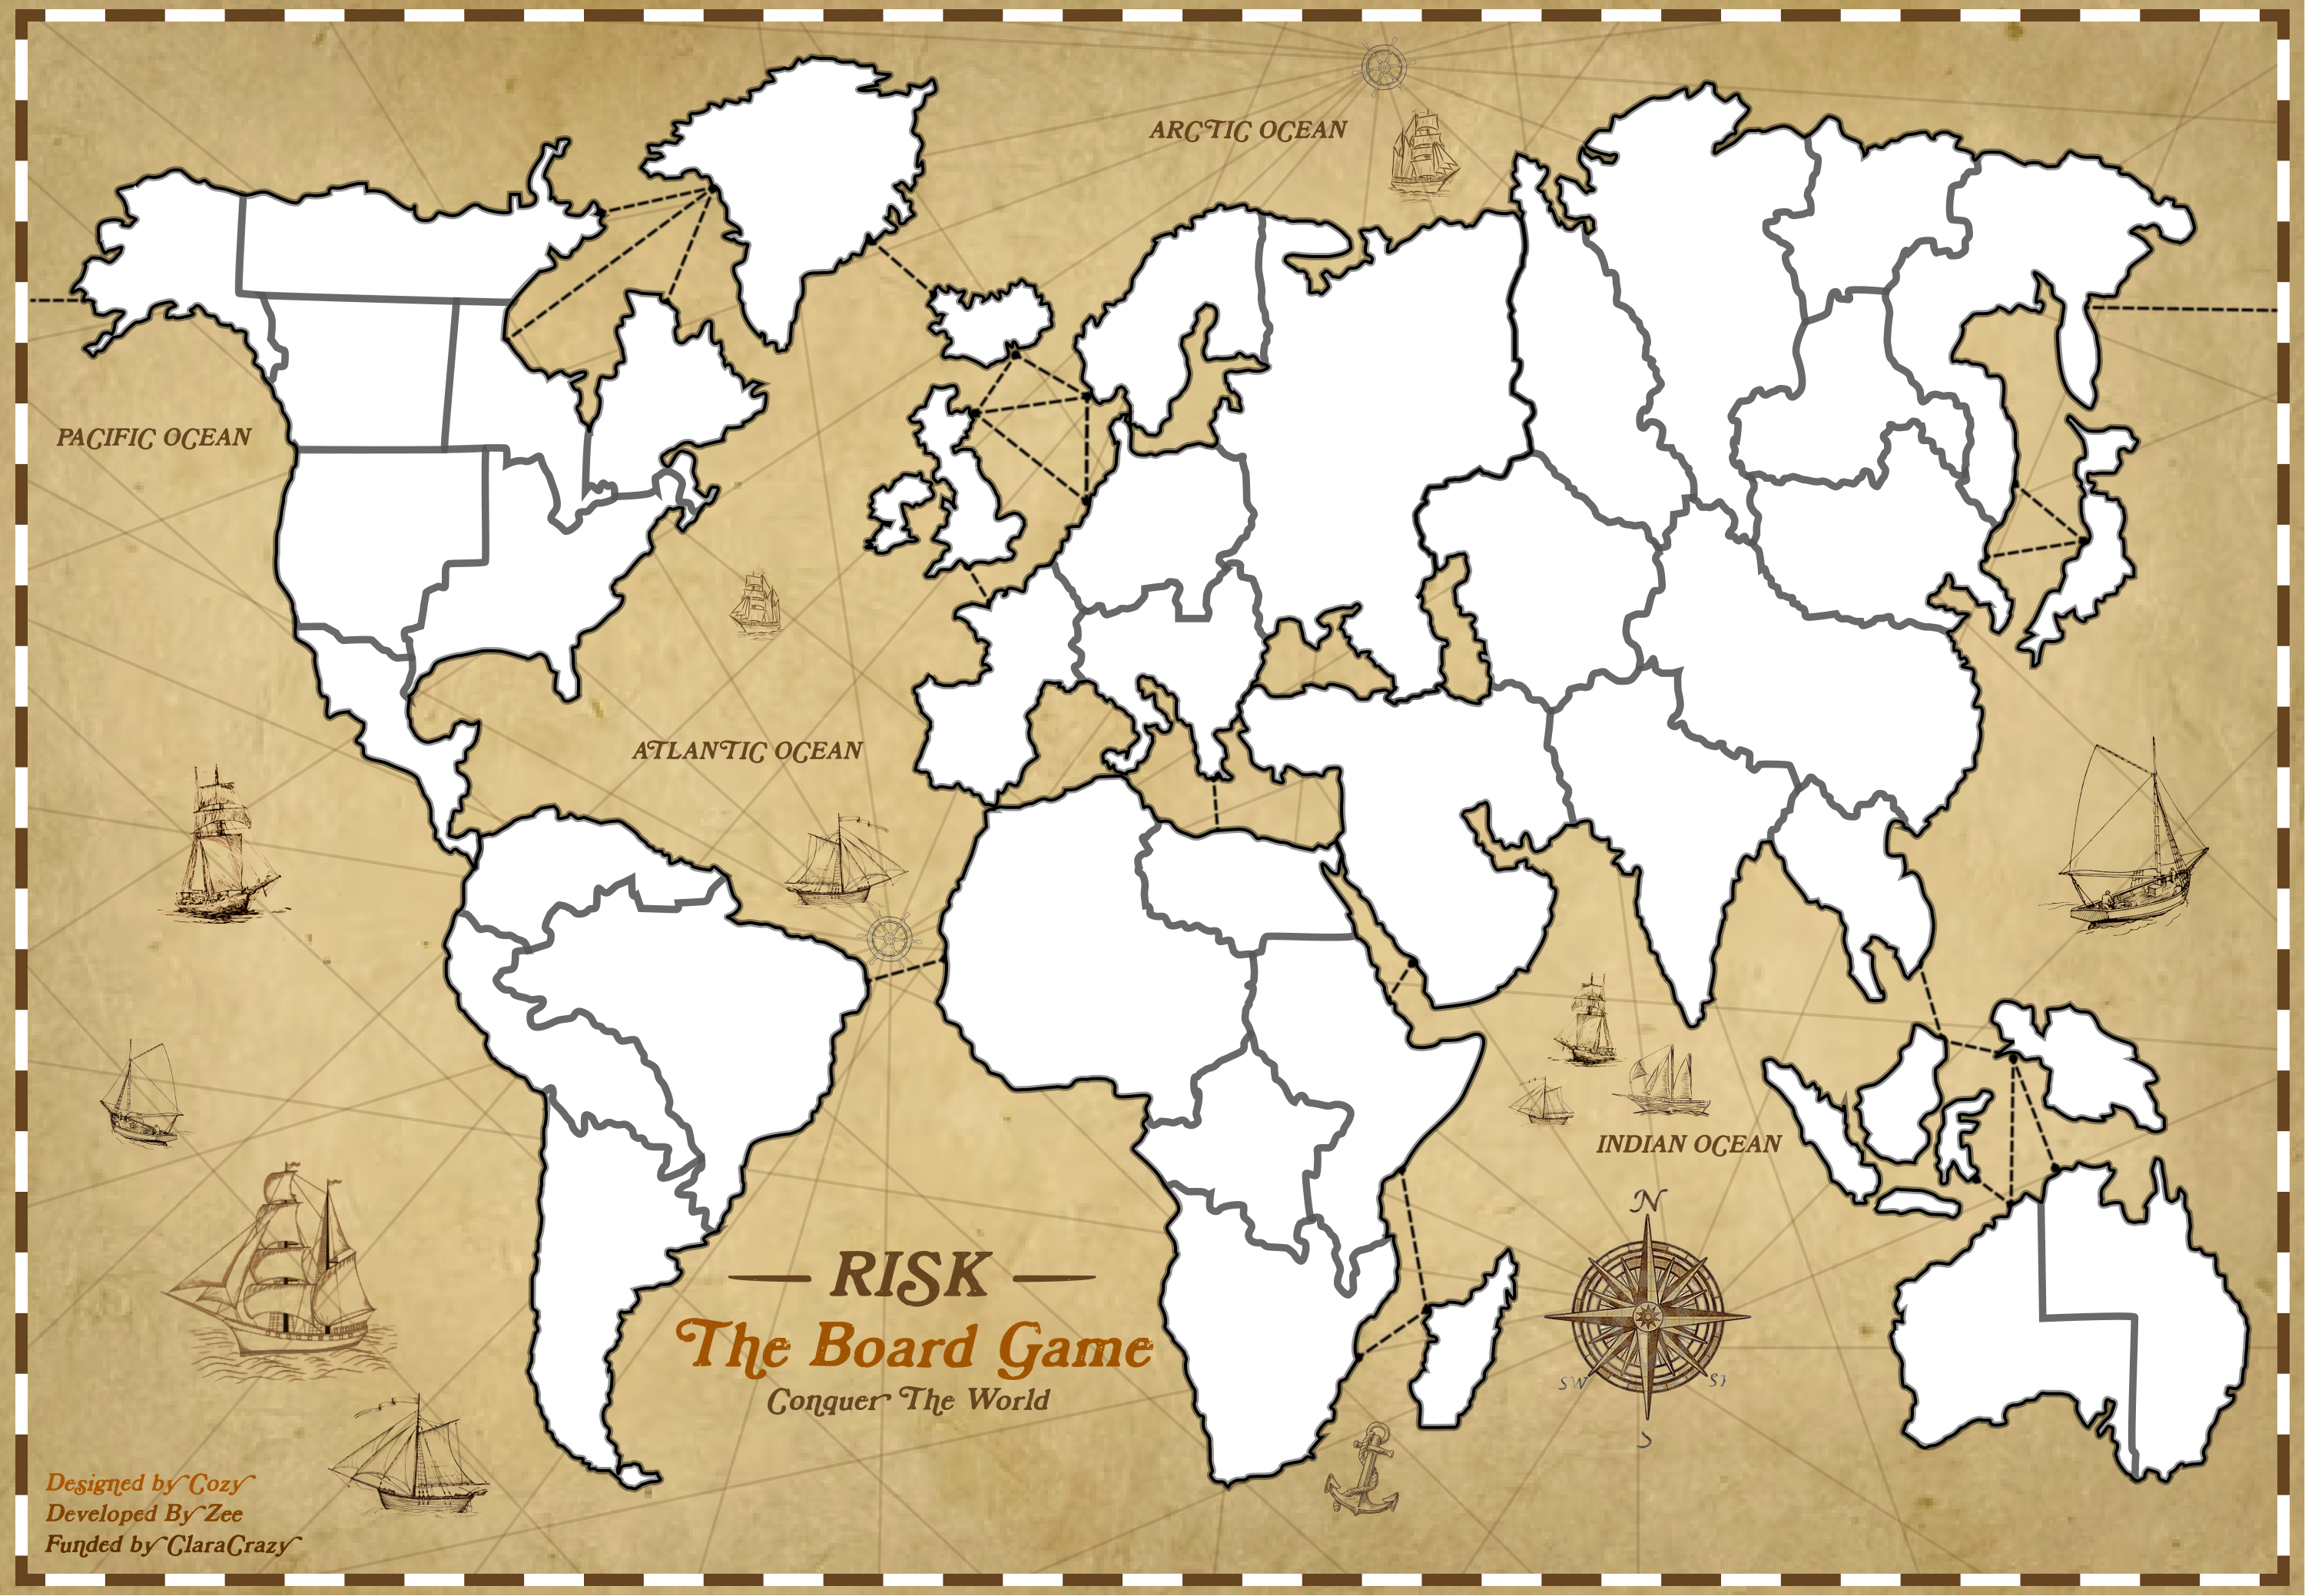 ARCTIC OCEAN
PACIFIC OCEAN
ATLANTIC OCEAN
INDIAN OCEAN
N
SW
RISK
The Board Game
Conquer The World
Designed by Cozy
Developed By Zee
Funded by ClaraCrazy